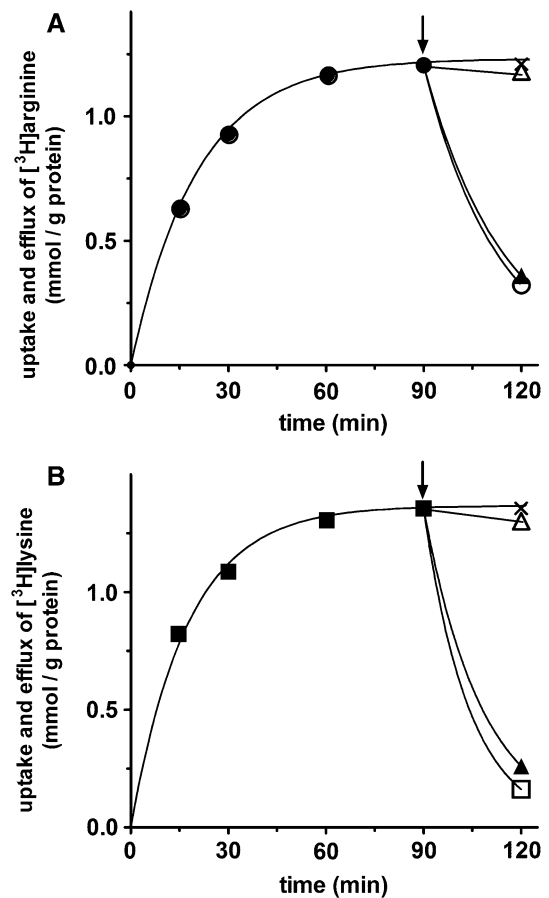 A
uptake and efflux of [³H]arginine
(mmol / g protein)
1.0
0.5
0.0
0 30 60 90 120
time (min)
B
uptake and efflux of [³H]lysine
(mmol / g protein)
1.0
0.5
0.0
0 30 60 90 120
time (min)